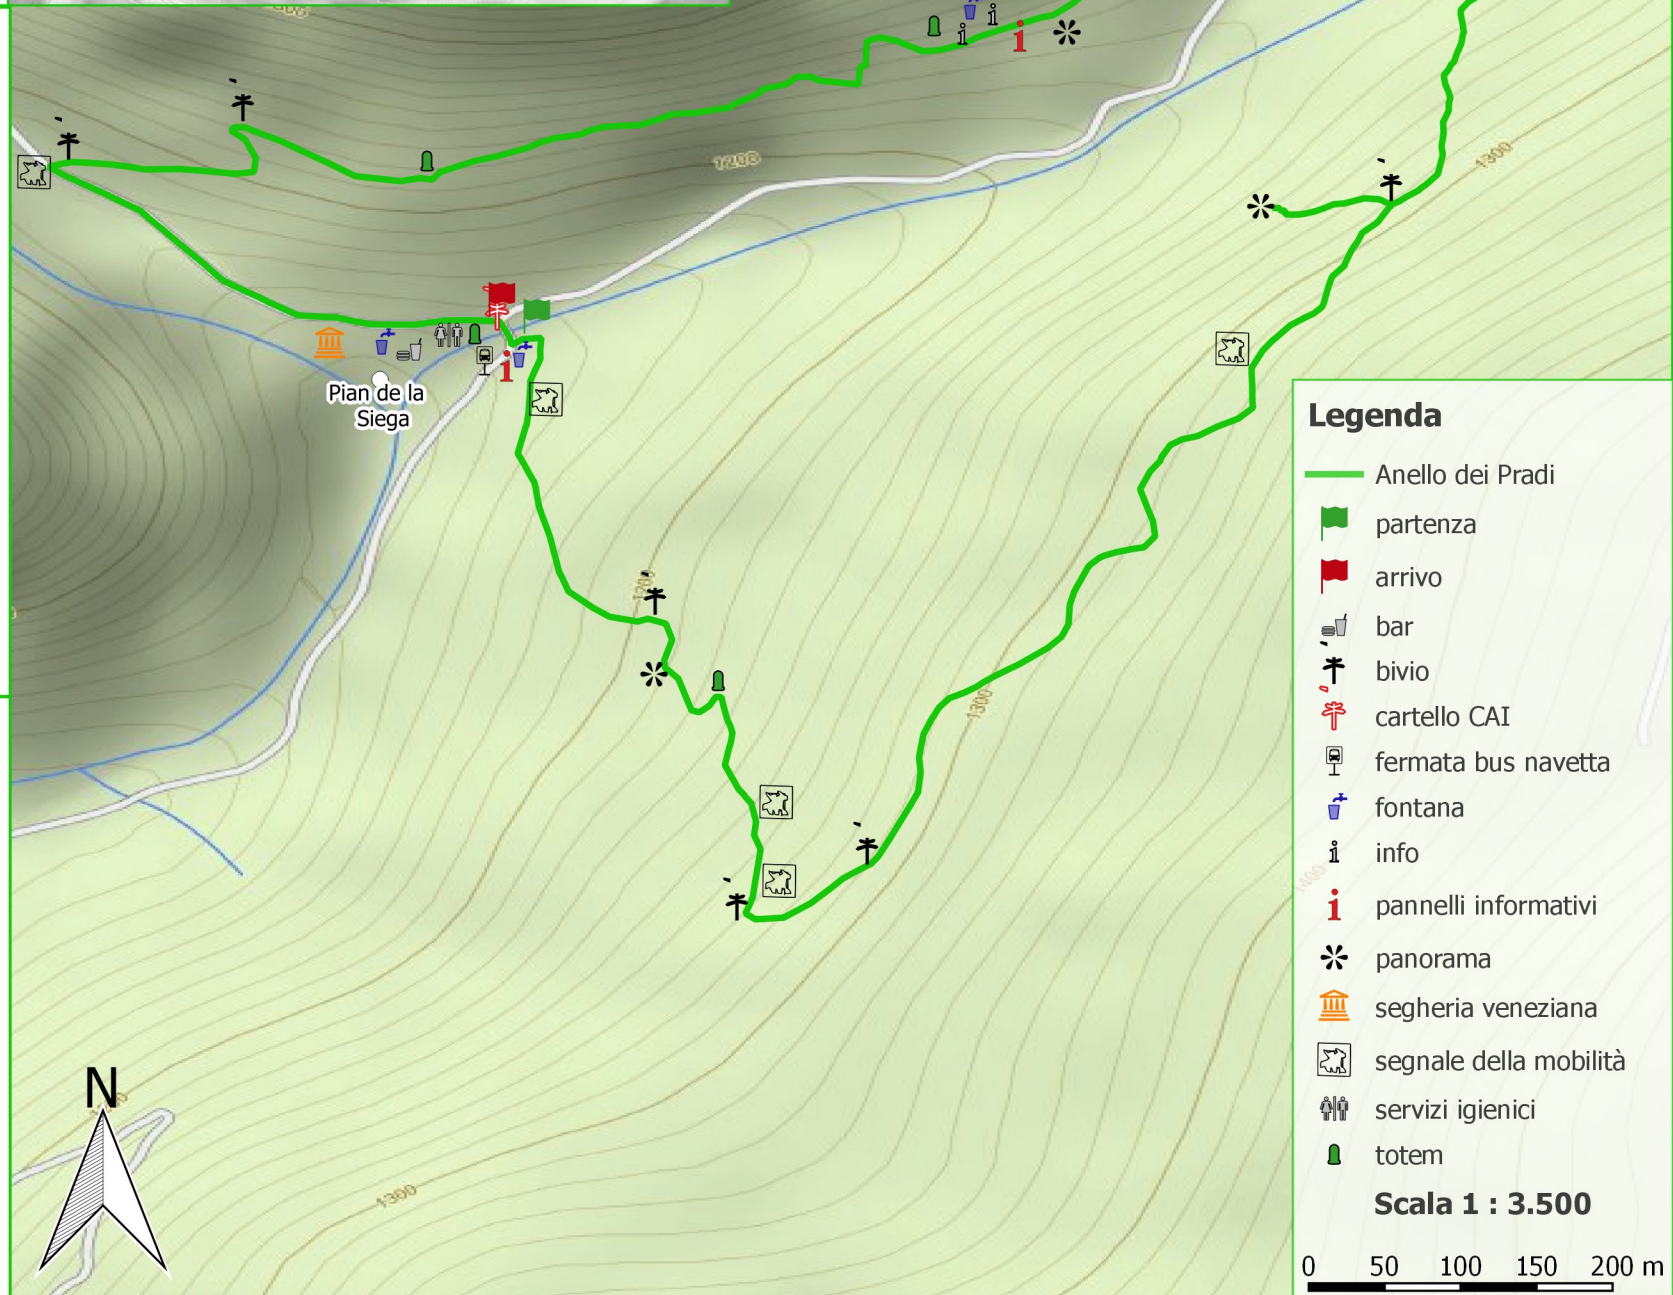 1200
1300
Pian de la
Siega
1200
1300
1400
1300
N
Legenda
Anello dei Pradi
partenza
arrivo
bar
bivio
cartello CAI
fermata bus navetta
fontana
info
pannelli informativi
panorama
segheria veneziana
segnale della mobilità
servizi igienici
totem
Scala 1 : 3.500
0 50 100 150 200 m